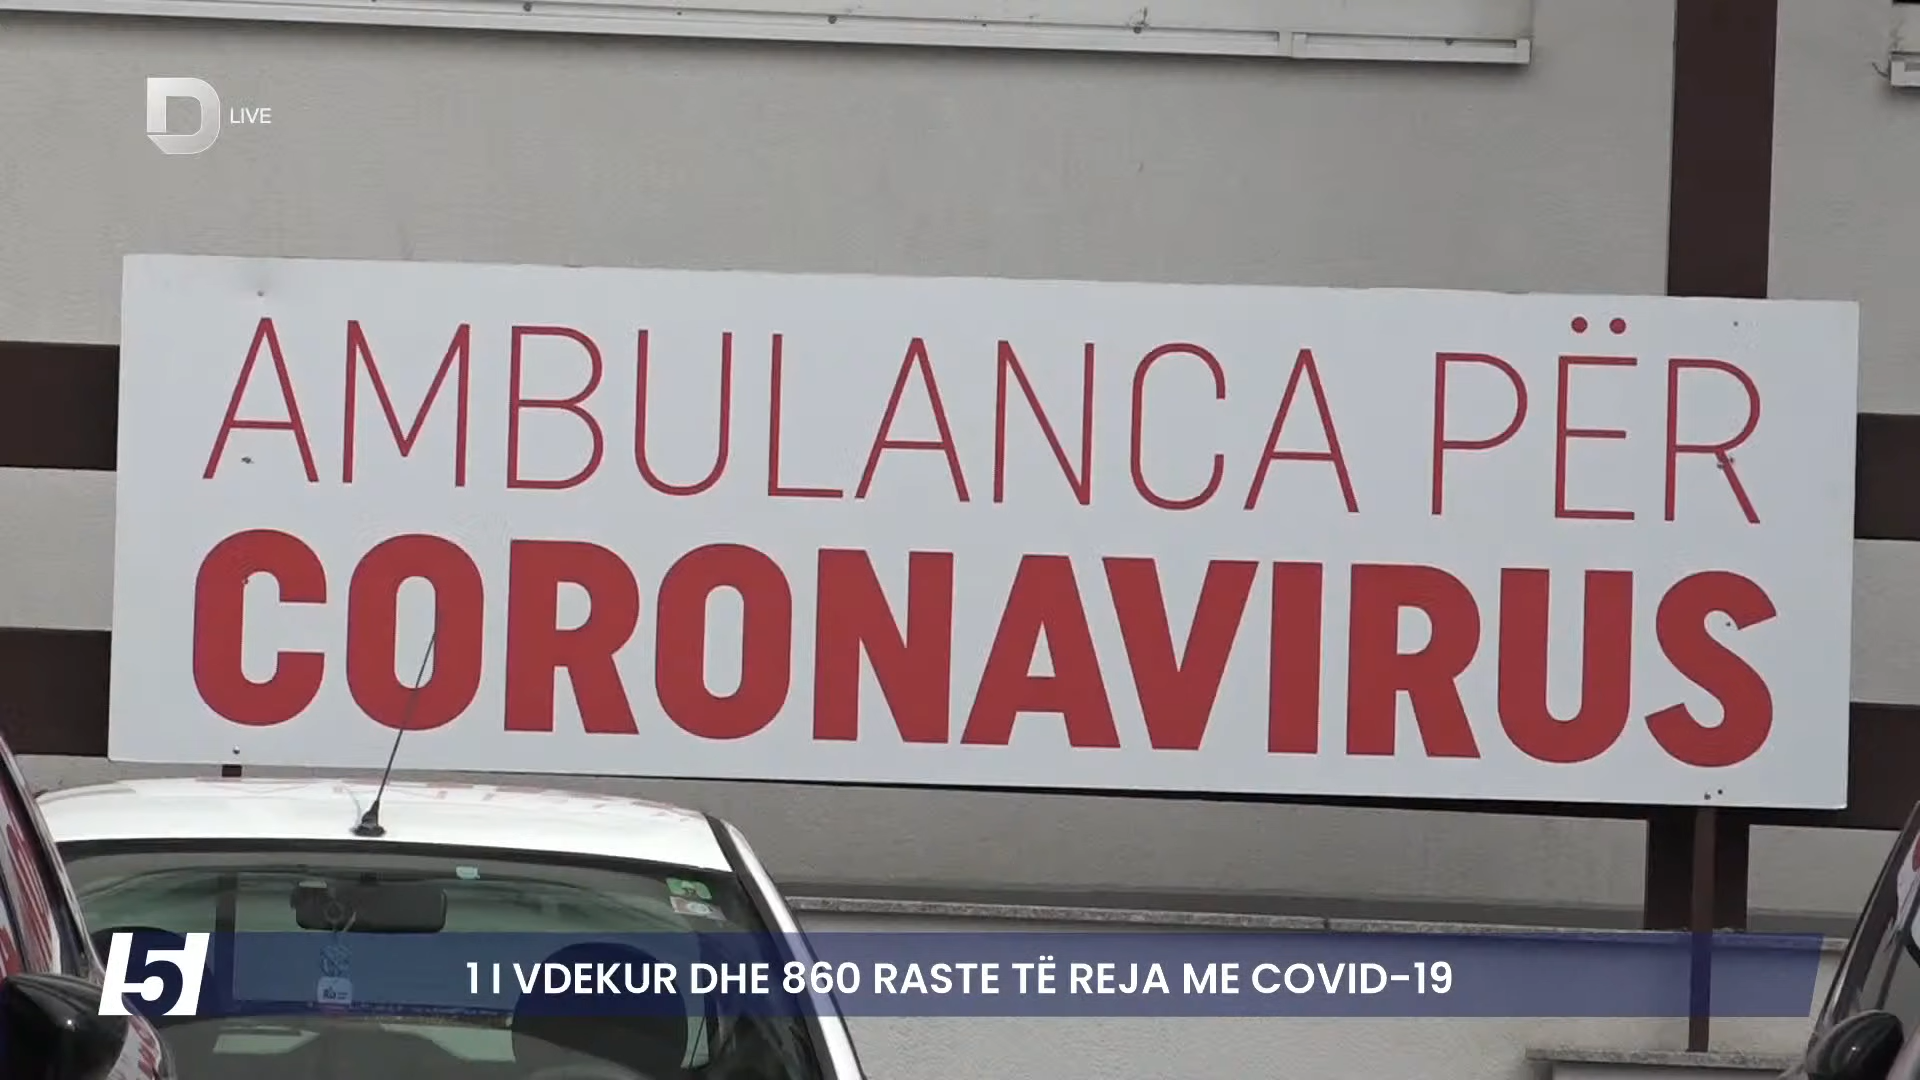 D LIVE
AMBULANCA PËR
CORONAVIRUS
5 1 I VDEKUR DHE 860 RASTE TË REJA ME COVID-19